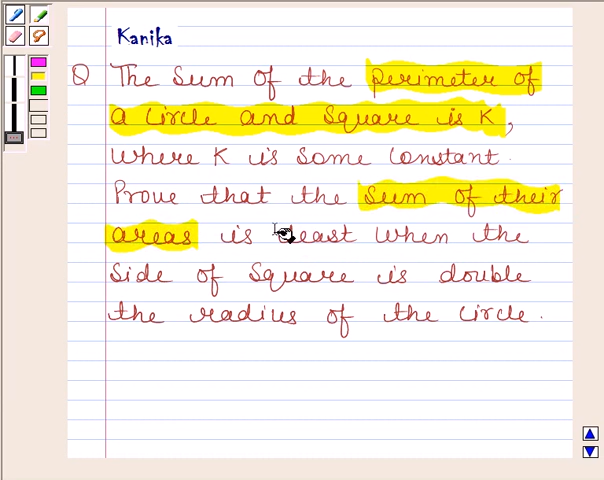 Kanika
Q The Sum of the perimeter of
a Circle and Square is K,
Where K is Some Constant.
Prove that the Sum of their
areas is least when the
Side of Square is double
the radius of the Circle.